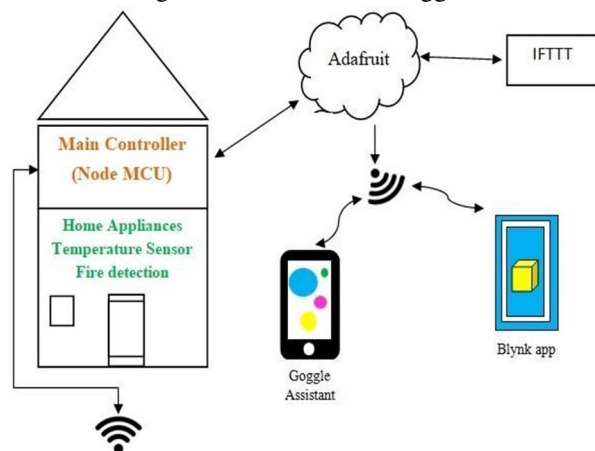 Adafruit
IFTTT
Main Controller
(Node MCU)
Home Appliances
Temperature Sensor
Fire detection
Goggle
Assistant
Blynk app